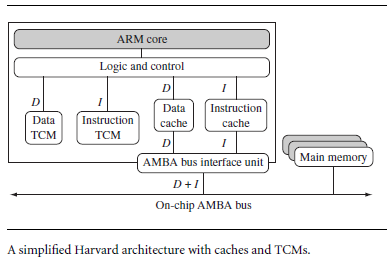 ARM core
Logic and control
D
I
D
I
Data
TCM
Instruction
TCM
Data
cache
Instruction
cache
D
I
AMBA bus interface unit
Main memory
D + I
On-chip AMBA bus
A simplified Harvard architecture with caches and TCMs.